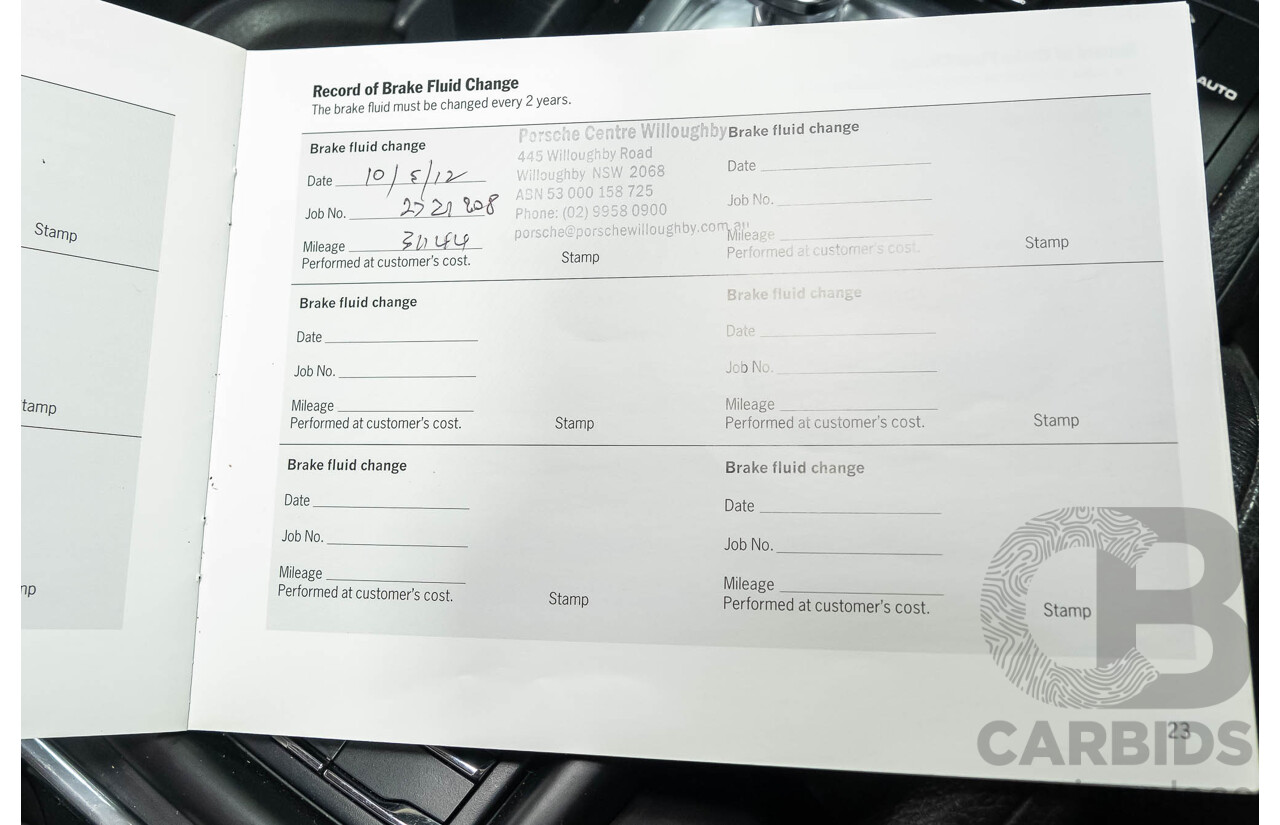 Record of Brake Fluid Change
The brake fluid must be changed every 2 years.
Brake fluid change
Date 10/5/12
Job No.
Mileage
Performed at customer's cost.
Porsche Centre Willoughby
445 Willoughby Road
Willoughby NSW 2068
ABN 53 000 158 725
Phone: (02) 9958 0900
porsche@porschewilloughby.com.au
Stamp
Brake fluid change
Date
Job No.
Mileage
Performed at customer's cost.
Stamp
Brake fluid change
Date
Job No.
Mileage
Performed at customer's cost.
Stamp
Brake fluid change
Date
Job No.
Mileage
Performed at customer's cost.
Stamp
Brake fluid change
Date
Job No.
Mileage
Performed at customer's cost.
Stamp
Brake fluid change
Date
Job No.
Mileage
Performed at customer's cost.
Stamp
23
Stamp
tamp
mp
AUTO
CB
CARBIDS